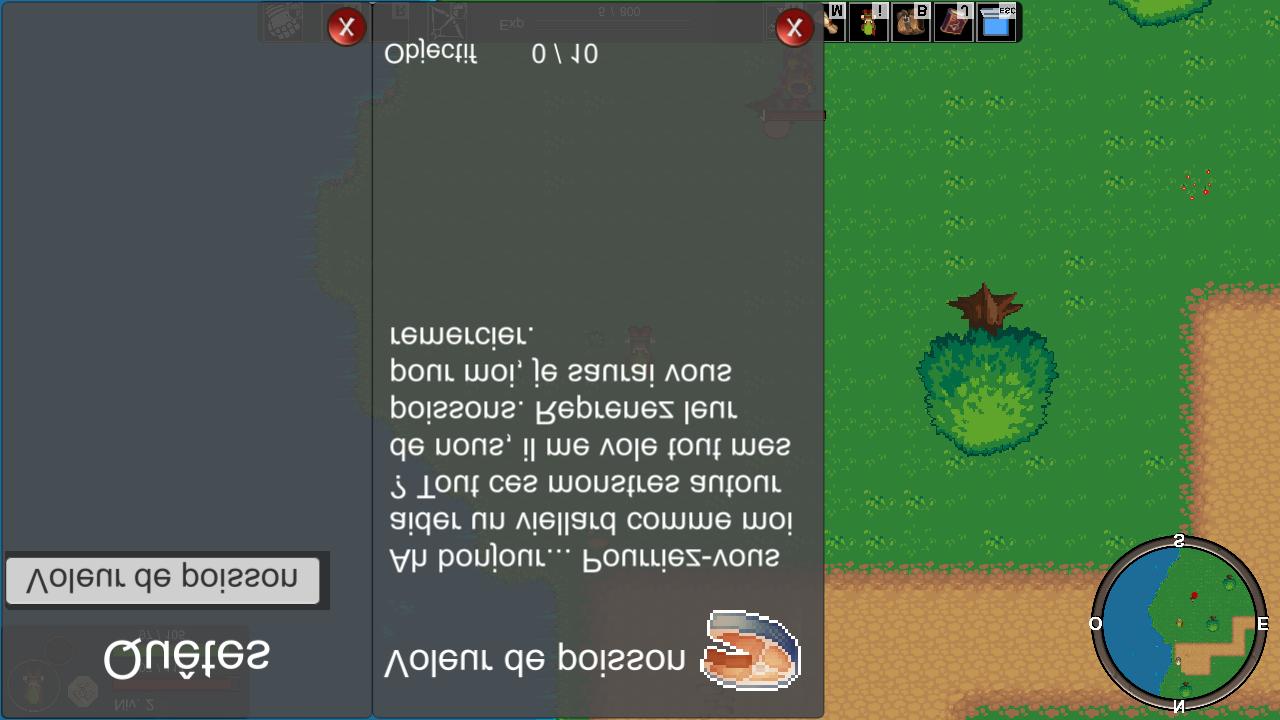 Niv. 2
Quêtes
Voleur de poisson
X
Voleur de poisson
Ah bonjour... Pourriez-vous
aider un viellard comme moi
? Tout ces monstres autour
de nous, il me vole tout mes
poissons. Reprenez leur
pour moi, je saurai vous
remercier.
Objectif 0 / 10
X
N
O E
S
Exp 5 / 800
M I B J ESC